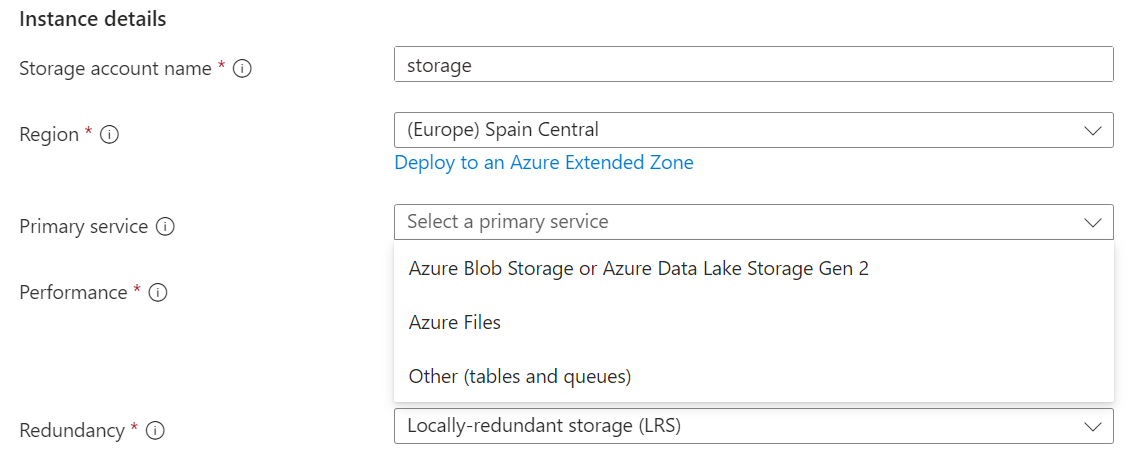 Instance details
Storage account name *
storage
Region *
(Europe) Spain Central
Deploy to an Azure Extended Zone
Primary service
Select a primary service
Azure Blob Storage or Azure Data Lake Storage Gen 2
Performance *
Azure Files
Other (tables and queues)
Redundancy *
Locally-redundant storage (LRS)